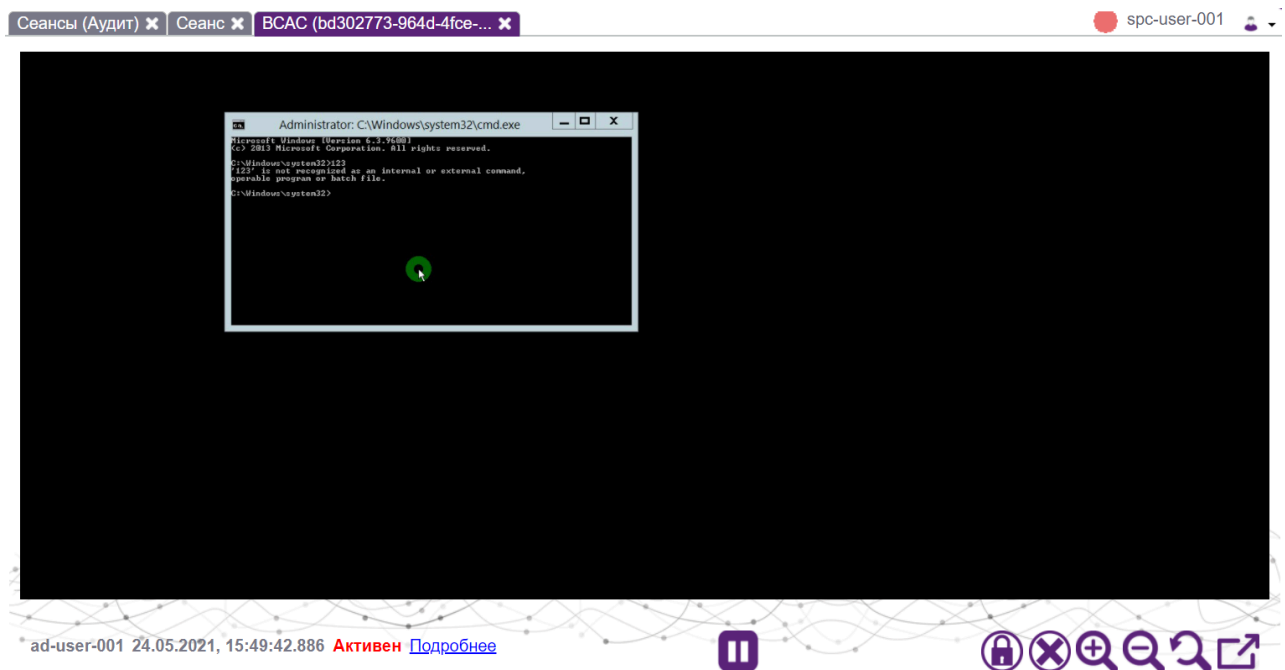 Сеансы (Аудит) Сеанс ВСАС (bd302773-964d-4fce-... spc-user-001
Administrator: C:\Windows\system32\cmd.exe
Microsoft Windows [Version 6.3.9600]
(c) 2013 Microsoft Corporation. All rights reserved.
C:\Windows\system32>123
'123' is not recognized as an internal or external command,
operable program or batch file.
C:\Windows\system32>
ad-user-001 24.05.2021, 15:49:42.886 Активен Подробнее